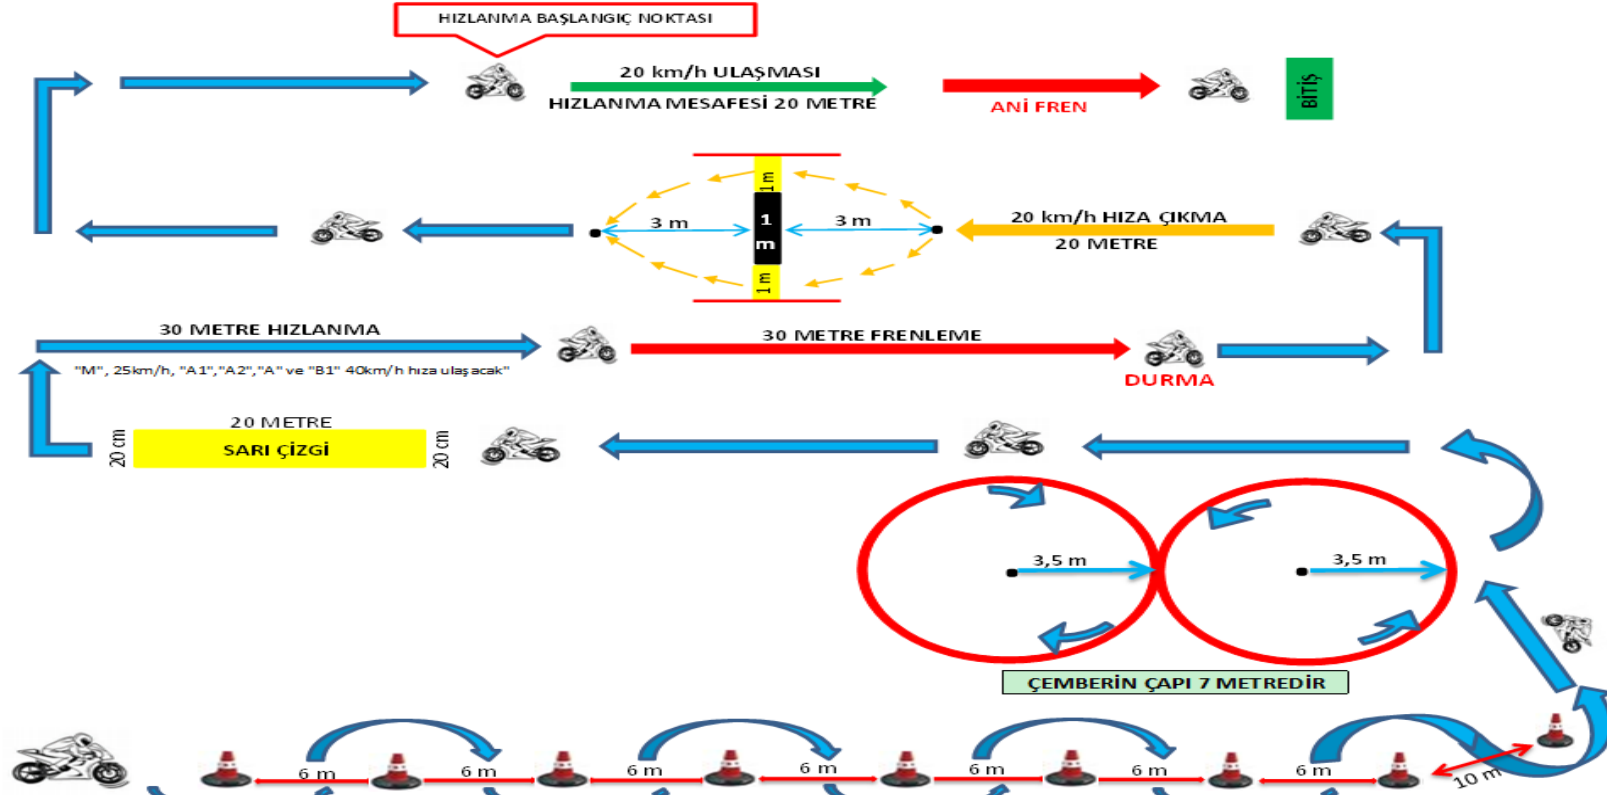 HIZLANMA BAŞLANGIÇ NOKTASI
20 km/h ULAŞMASI
HIZLANMA MESAFESİ 20 METRE
ANİ FREN
BİTİŞ
1m
3 m
1
m
3 m
1 m
20 km/h HIZA ÇIKMA
20 METRE
30 METRE HIZLANMA
"M", 25km/h, "A1","A2","A" ve "B1" 40km/h hıza ulaşacak"
30 METRE FRENLEME
DURMA
20 METRE
20 cm
SARI ÇİZGİ
20 cm
3,5 m
3,5 m
ÇEMBERİN ÇAPI 7 METREDİR
6 m
6 m
6 m
6 m
6 m
6 m
6 m
10 m